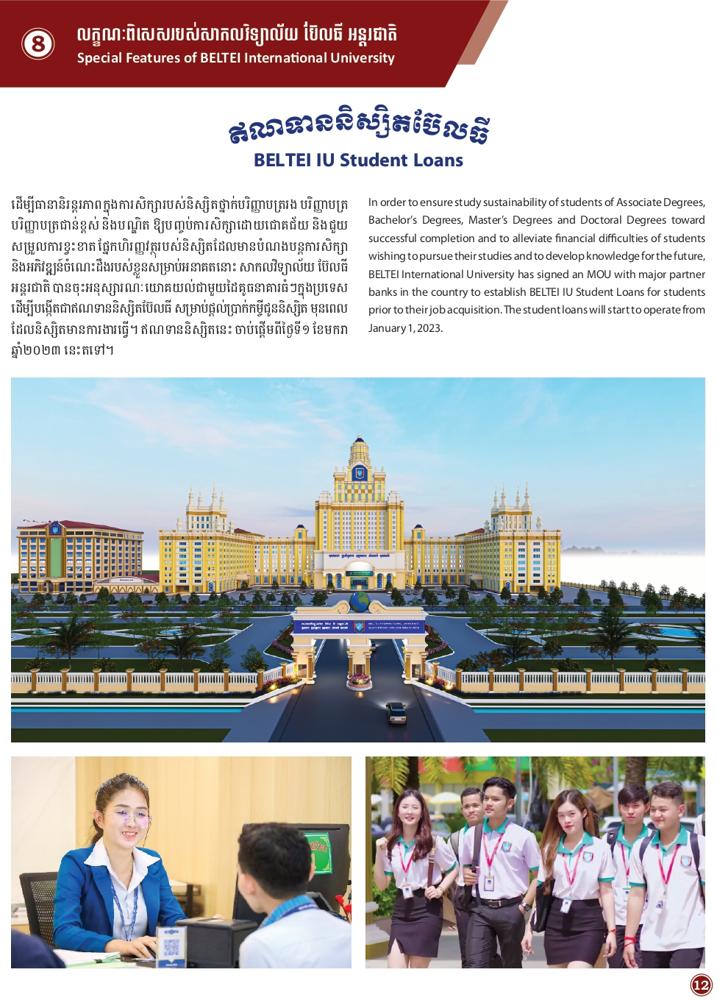 8
លក្ខណៈពិសេសរបស់សាកលវិទ្យាល័យ ប៊ែលធី អន្តរជាតិ
Special Features of BELTEI International University
ឥណទាននិស្សិតប៊ែលធី
BELTEI IU Student Loans
ដើម្បីធានានិរន្តរភាពក្នុងការសិក្សារបស់និស្សិតថ្នាក់បរិញ្ញាបត្ររង បរិញ្ញាបត្រ
បរិញ្ញាបត្រជាន់ខ្ពស់ និងបណ្ឌិត ឱ្យបញ្ចប់ការសិក្សាដោយជោគជ័យ និងជួយ
សម្រួលការខ្វះខាតផ្នែកហិរញ្ញវត្ថុរបស់និស្សិតដែលមានបំណងបន្តការសិក្សា
និងអភិវឌ្ឍន៍ចំណេះដឹងរបស់ខ្លួនសម្រាប់អនាគតនោះ សាកលវិទ្យាល័យ ប៊ែលធី
អន្តរជាតិ បានចុះអនុស្សារណៈយោគយល់ជាមួយដៃគូធនាគារធំៗក្នុងប្រទេស
ដើម្បីបង្កើតជាឥណទាននិស្សិតប៊ែលធី សម្រាប់ផ្តល់ប្រាក់កម្ចីជូននិស្សិត មុនពេល
ដែលនិស្សិតមានការងារធ្វើ។ ឥណទាននិស្សិតនេះ ចាប់ផ្តើមពីថ្ងៃទី១ ខែមករា
ឆ្នាំ២០២៣ នេះតទៅ។
In order to ensure study sustainability of students of Associate Degrees,
Bachelor's Degrees, Master's Degrees and Doctoral Degrees toward
successful completion and to alleviate financial difficulties of students
wishing to pursue their studies and to develop knowledge for the future,
BELTEI International University has signed an MOU with major partner
banks in the country to establish BELTEI IU Student Loans for students
prior to their job acquisition. The student loans will start to operate from
January 1, 2023.
12